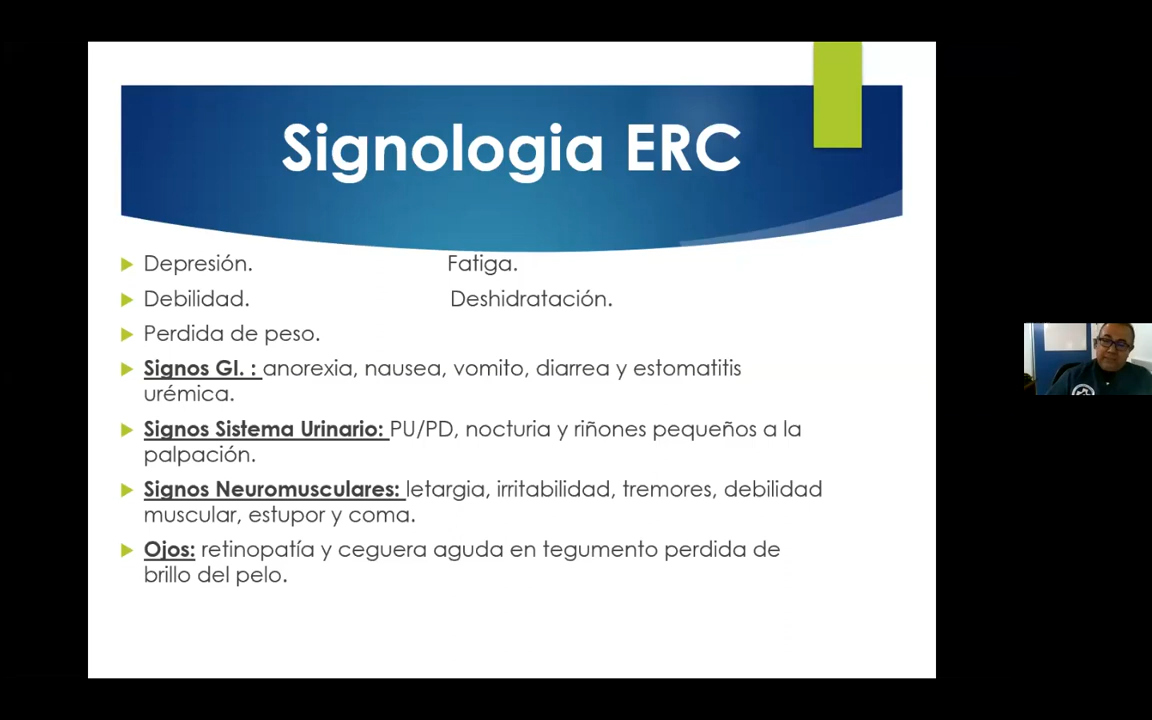 Signologia ERC
Depresión. Fatiga.
Debilidad. Deshidratación.
Perdida de peso.
Signos GI. : anorexia, nausea, vomito, diarrea y estomatitis
urémica.
Signos Sistema Urinario: PU/PD, nocturia y riñones pequeños a la
palpación.
Signos Neuromusculares: letargia, irritabilidad, tremores, debilidad
muscular, estupor y coma.
Ojos: retinopatía y ceguera aguda en tegumento perdida de
brillo del pelo.